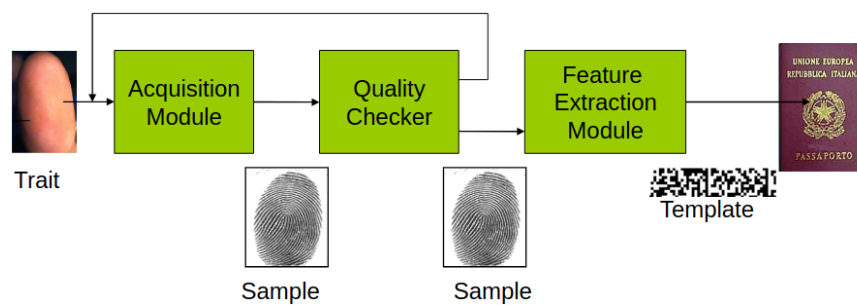 Acquisition
Module
Quality
Checker
Feature
Extraction
Module
UNIONE EUROPEA
REPUBBLICA ITALIANA
PASSAPORTO
Trait
Template
Sample
Sample